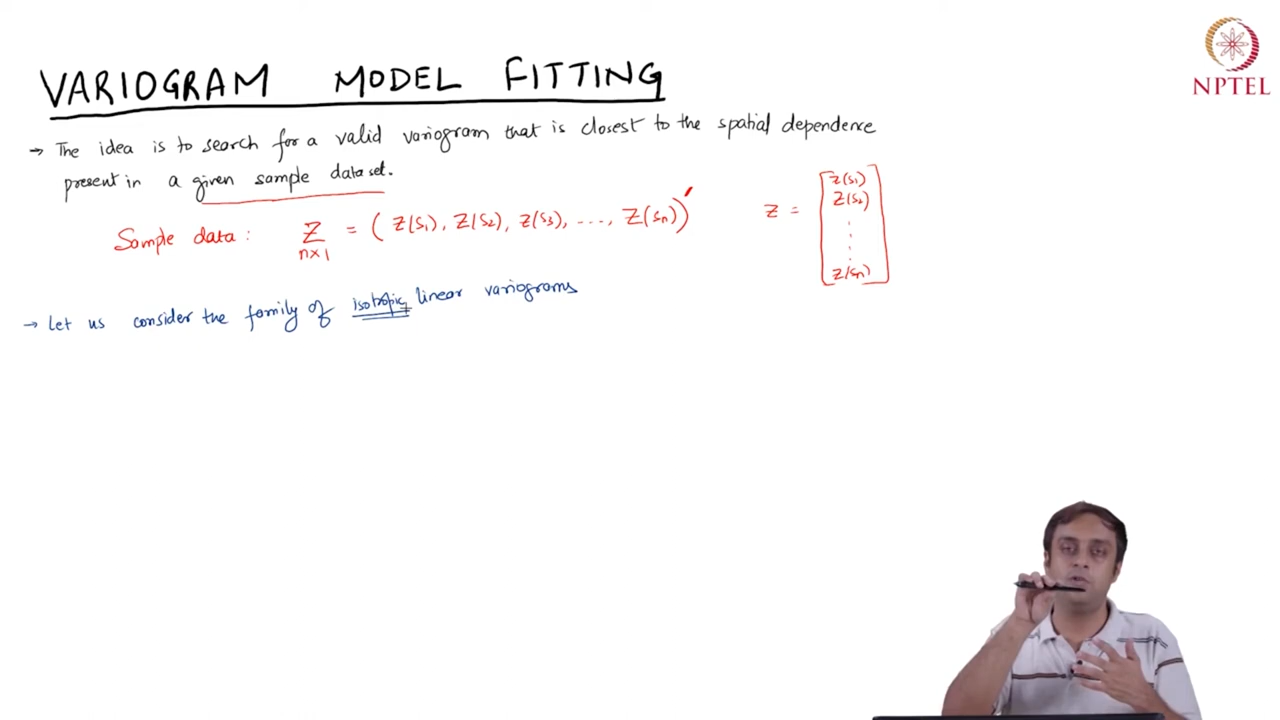 NPTEL
VARIOGRAM MODEL FITTING
→ The idea is to search for a valid variogram that is closest to the spatial dependence
present in a given sample dataset.
Sample data: Z = ( Z(s1), Z(s2), Z(s3), ...., Z(sn))'
n×1
Z = [ Z(s1)
Z(s2)
⋮
Z(sn) ]
→ Let us consider the family of isotropic linear variograms